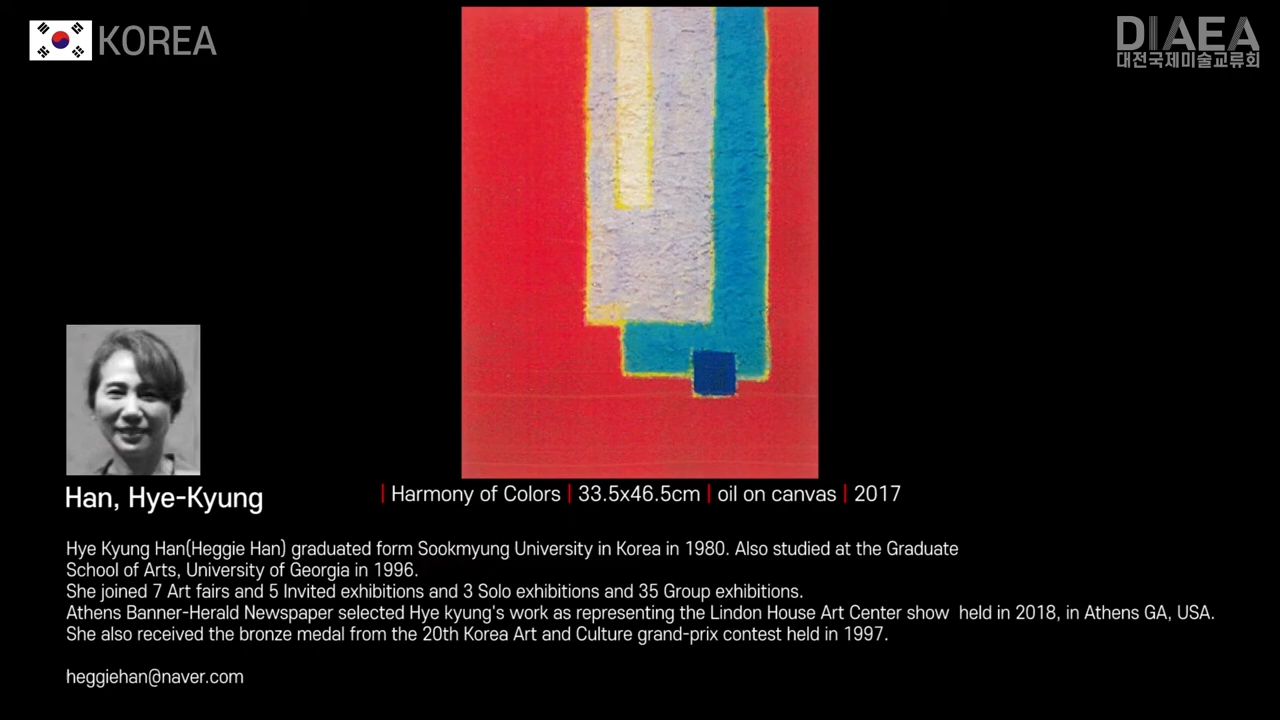 KOREA
DIAEA
대전국제미술교류회
Han, Hye-Kyung
| Harmony of Colors | 33.5x46.5cm | oil on canvas | 2017
Hye Kyung Han(Heggie Han) graduated form Sookmyung University in Korea in 1980. Also studied at the Graduate
School of Arts, University of Georgia in 1996.
She joined 7 Art fairs and 5 Invited exhibitions and 3 Solo exhibitions and 35 Group exhibitions.
Athens Banner-Herald Newspaper selected Hye kyung's work as representing the Lindon House Art Center show  held in 2018, in Athens GA, USA.
She also received the bronze medal from the 20th Korea Art and Culture grand-prix contest held in 1997.
heggiehan@naver.com